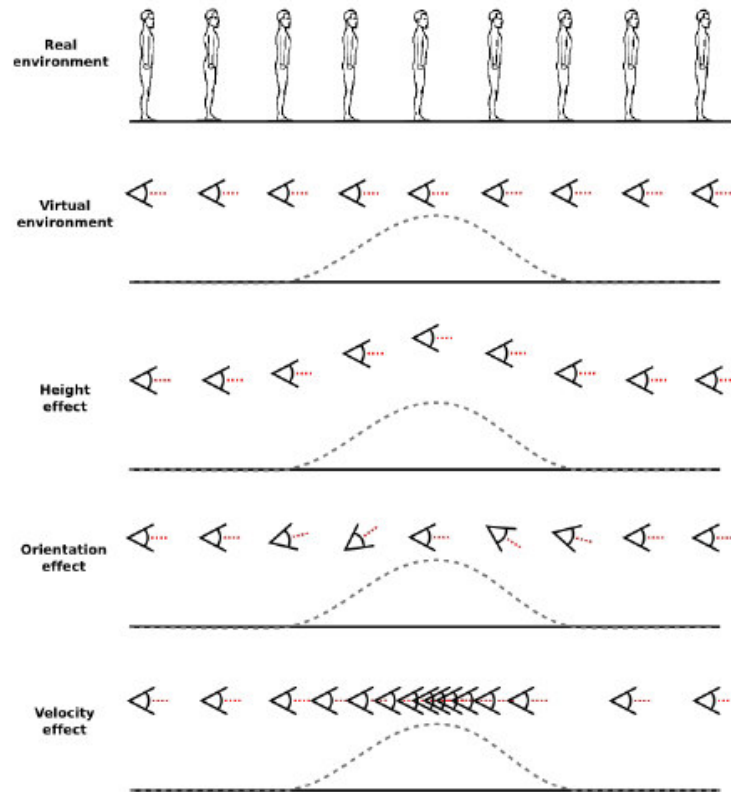 Real
environment
Virtual
environment
Height
effect
Orientation
effect
Velocity
effect